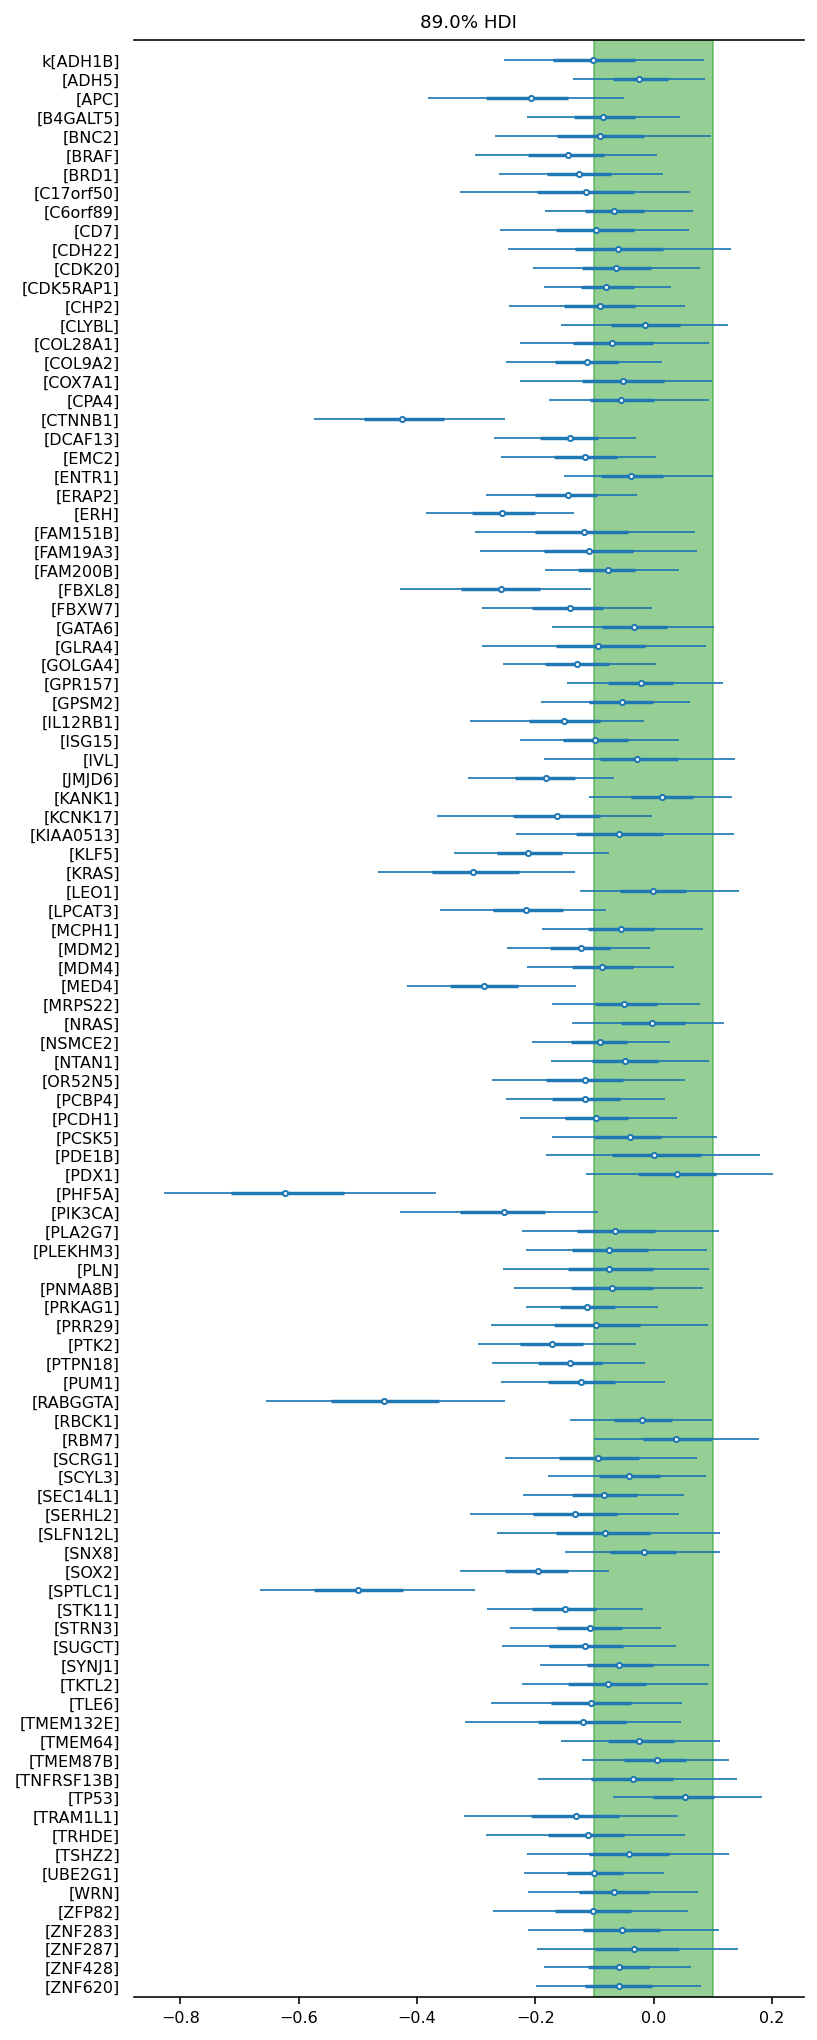 89.0% HDI
k[ADH1B]
[ADH5]
[APC]
[B4GALT5]
[BNC2]
[BRAF]
[BRD1]
[C17orf50]
[C6orf89]
[CD7]
[CDH22]
[CDK20]
[CDK5RAP1]
[CHP2]
[CLYBL]
[COL28A1]
[COL9A2]
[COX7A1]
[CPA4]
[CTNNB1]
[DCAF13]
[EMC2]
[ENTR1]
[ERAP2]
[ERH]
[FAM151B]
[FAM19A3]
[FAM200B]
[FBXL8]
[FBXW7]
[GATA6]
[GLRA4]
[GOLGA4]
[GPR157]
[GPSM2]
[IL12RB1]
[ISG15]
[IVL]
[JMJD6]
[KANK1]
[KCNK17]
[KIAA0513]
[KLF5]
[KRAS]
[LEO1]
[LPCAT3]
[MCPH1]
[MDM2]
[MDM4]
[MED4]
[MRPS22]
[NRAS]
[NSMCE2]
[NTAN1]
[OR52N5]
[PCBP4]
[PCDH1]
[PCSK5]
[PDE1B]
[PDX1]
[PHF5A]
[PIK3CA]
[PLA2G7]
[PLEKHM3]
[PLN]
[PNMA8B]
[PRKAG1]
[PRR29]
[PTK2]
[PTPN18]
[PUM1]
[RABGGTA]
[RBCK1]
[RBM7]
[SCRG1]
[SCYL3]
[SEC14L1]
[SERHL2]
[SLFN12L]
[SNX8]
[SOX2]
[SPTLC1]
[STK11]
[STRN3]
[SUGCT]
[SYNJ1]
[TKTL2]
[TLE6]
[TMEM132E]
[TMEM64]
[TMEM87B]
[TNFRSF13B]
[TP53]
[TRAM1L1]
[TRHDE]
[TSHZ2]
[UBE2G1]
[WRN]
[ZFP82]
[ZNF283]
[ZNF287]
[ZNF428]
[ZNF620]
−0.8 −0.6 −0.4 −0.2 0.0 0.2